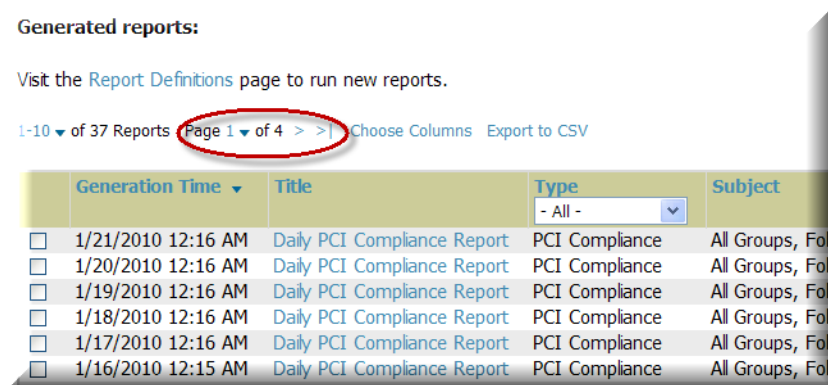 Generated reports:
Visit the Report Definitions page to run new reports.
1-10 of 37 Reports Page 1 of 4 > >| Choose Columns Export to CSV
Generation Time Title Type Subject
- All -
1/21/2010 12:16 AM Daily PCI Compliance Report PCI Compliance All Groups, Fol
1/20/2010 12:16 AM Daily PCI Compliance Report PCI Compliance All Groups, Fol
1/19/2010 12:16 AM Daily PCI Compliance Report PCI Compliance All Groups, Fol
1/18/2010 12:16 AM Daily PCI Compliance Report PCI Compliance All Groups, Fol
1/17/2010 12:16 AM Daily PCI Compliance Report PCI Compliance All Groups, Fol
1/16/2010 12:15 AM Daily PCI Compliance Report PCI Compliance All Groups, Fol